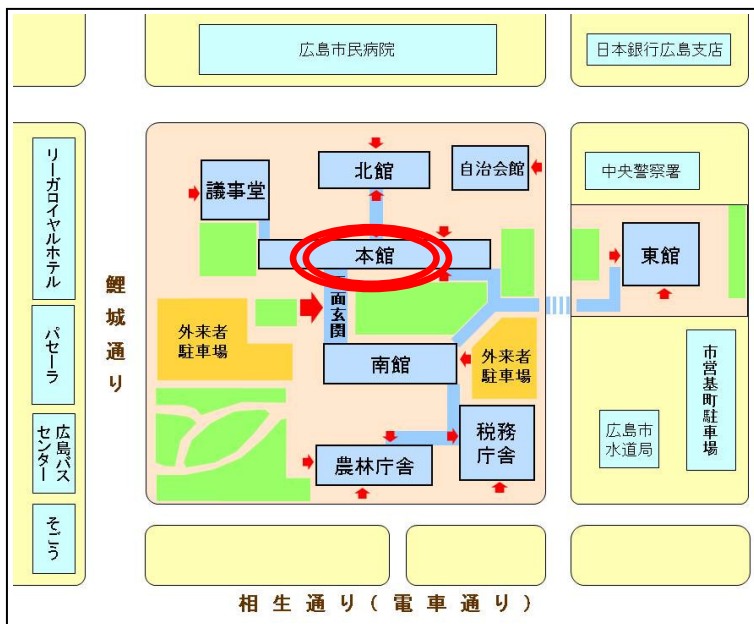 広島市民病院
日本銀行広島支店
リーガロイヤルホテル
議事堂
北館
自治会館
中央警察署
本館
東館
鯉城通り
正面玄関
外来者
駐車場
パセーラ
南館
外来者
駐車場
市営基町駐車場
広島バス
センター
税務
庁舎
広島市
水道局
農林庁舎
そごう
相生通り(電車通り)